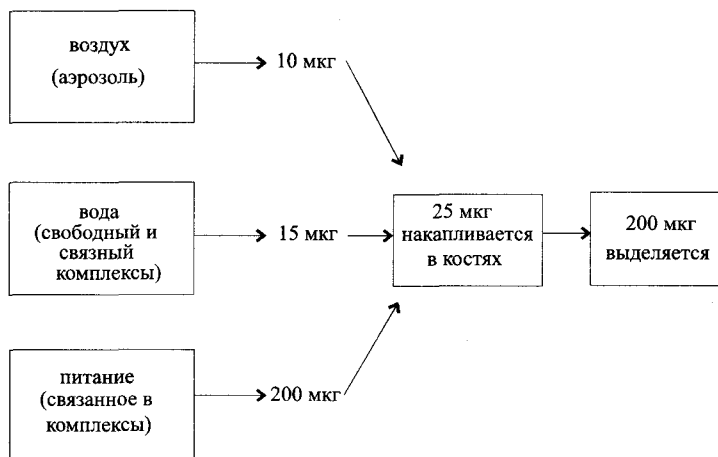 воздух
(аэрозоль)
10 мкг
вода
(свободный и
связный
комплексы)
15 мкг
25 мкг
накапливается
в костях
200 мкг
выделяется
питание
(связанное в
комплексы)
200 мкг